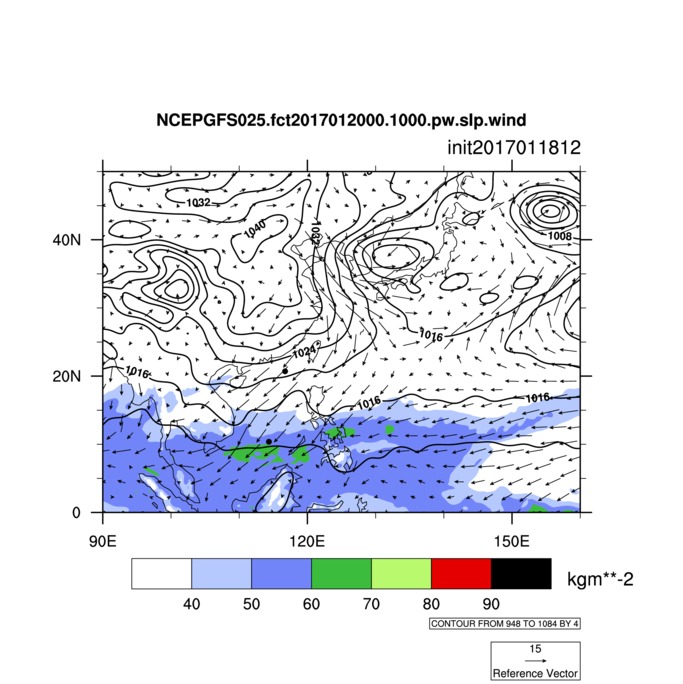 NCEPGFS025.fct2017012000.1000.pw.slp.wind
init2017011812
1032
1040
1032
40N
1008
1016
1024
20N
1016
1016
1016
0
90E 120E 150E
kgm**-2
40 50 60 70 80 90
CONTOUR FROM 948 TO 1084 BY 4
15
Reference Vector